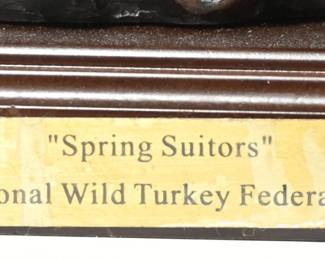 "Spring Suitors"
onal Wild Turkey Federa